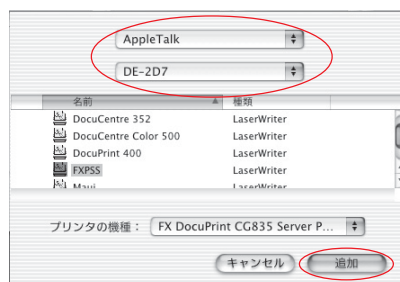 AppleTalk
DE-2D7
名前 種類
DocuCentre 352 LaserWriter
DocuCentre Color 500 LaserWriter
DocuPrint 400 LaserWriter
FXPSS LaserWriter
Maui LaserWriter
プリンタの機種： FX DocuPrint CG835 Server P...
キャンセル 追加